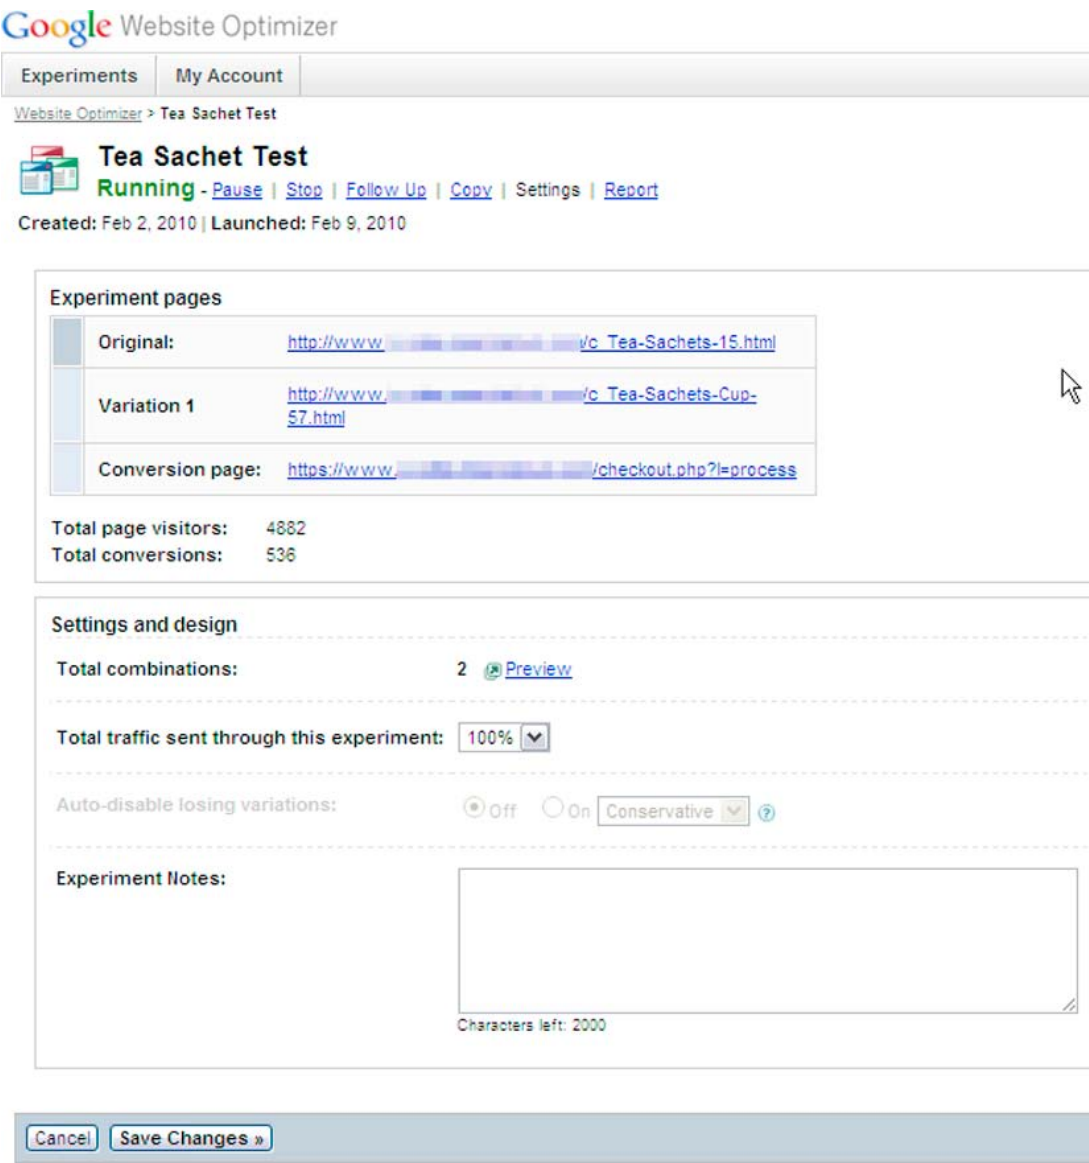 Google Website Optimizer
Experiments My Account
Website Optimizer > Tea Sachet Test
Tea Sachet Test
Running - Pause | Stop | Follow Up | Copy | Settings | Report
Created: Feb 2, 2010 | Launched: Feb 9, 2010
Experiment pages
Original: http://www. /c_Tea-Sachets-15.html
Variation 1 http://www. /c_Tea-Sachets-Cup-
57.html
Conversion page: https://www. /checkout.php?l=process
Total page visitors: 4882
Total conversions: 536
Settings and design
Total combinations: 2 Preview
Total traffic sent through this experiment: 100%
Auto-disable losing variations: Off On Conservative ?
Experiment Notes:
Characters left: 2000
Cancel Save Changes »